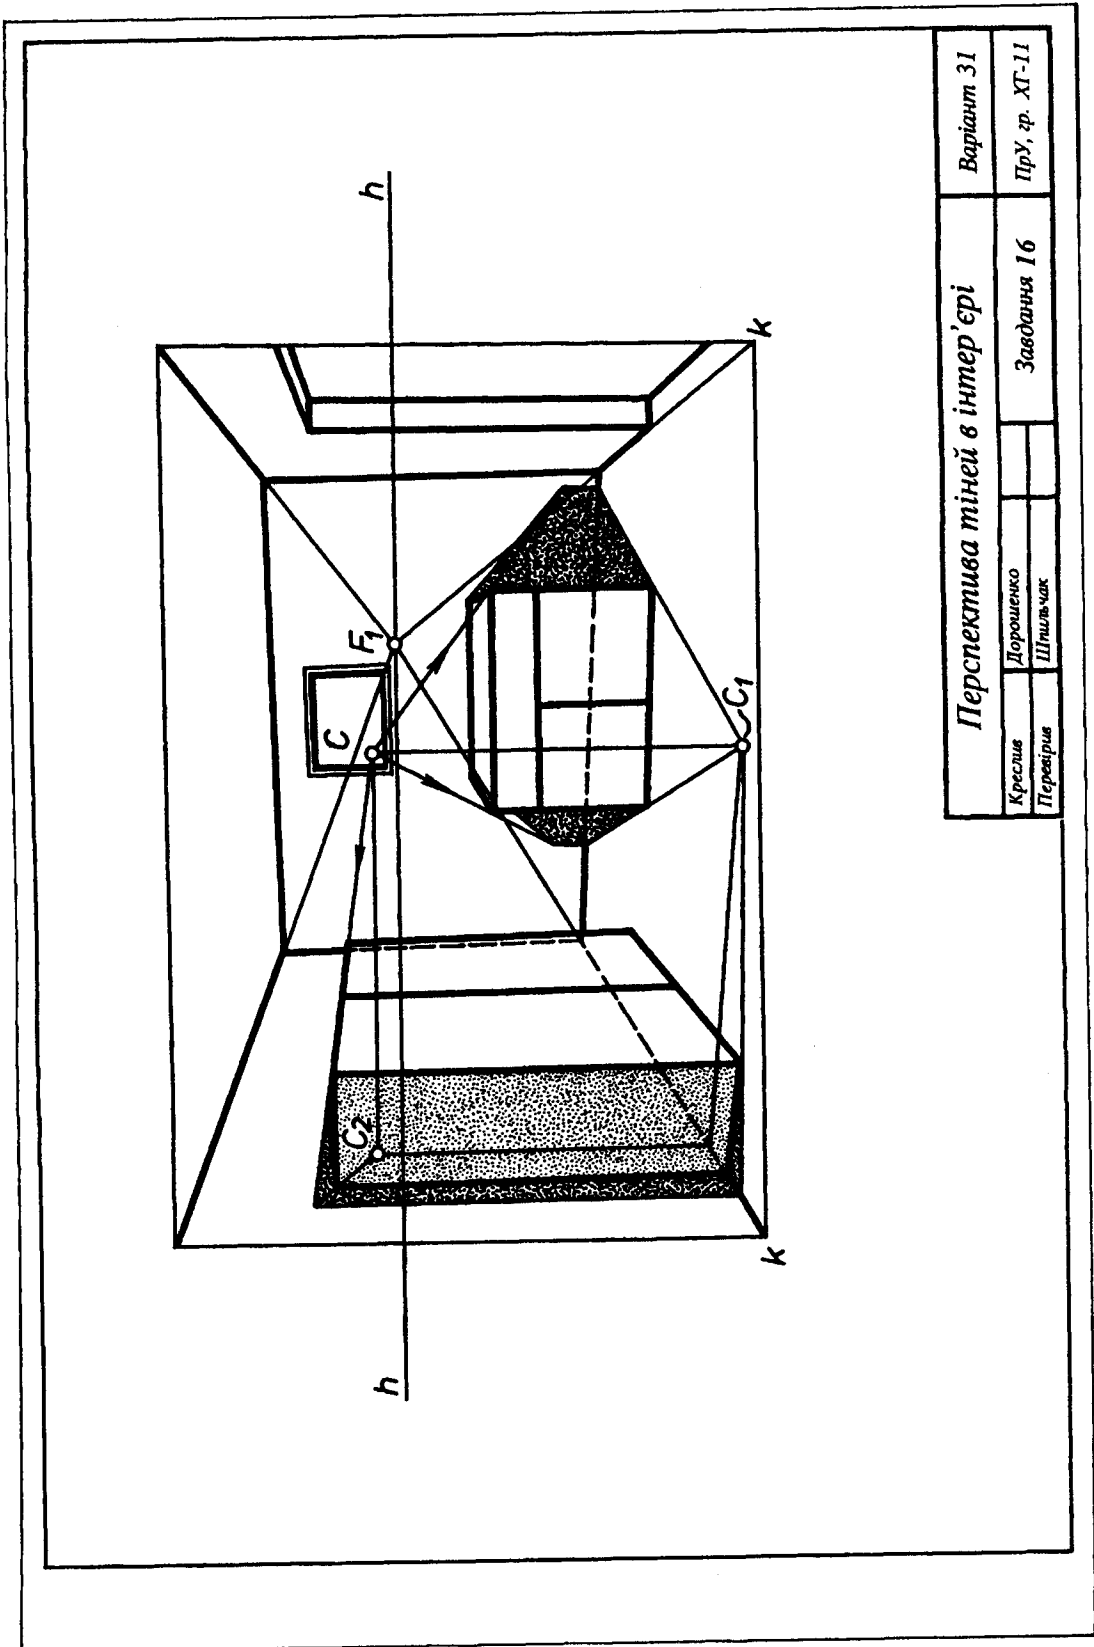 h
h
k
k
C
F₁
C₂
C₁
Перспектива тіней в інтер'єрі
Варіант 31
Креслив Дорошенко
Перевірив Шпильчак
Завдання 16
ПрУ, гр. ХГ-11